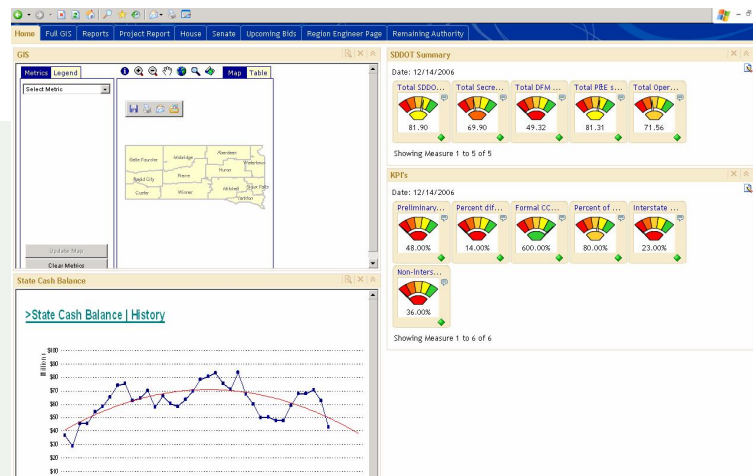 Home Full GIS Reports Project Report House Senate Upcoming Bids Region Engineer Page Remaining Authority
GIS
Metrics Legend
Map Table
Select Metric
Belle Fourche
Mobridge
Aberdeen
Watertown
Rapid City
Pierre
Huron
Custer
Winner
Mitchell
Sioux Falls
Yankton
Update Map
Clear Metrics
State Cash Balance
>State Cash Balance | History
Millions
$100
$90
$80
$70
$60
$50
$40
$30
$20
$10
SDDOT Summary
Date: 12/14/2006
Total SDDO... Total Secre... Total DFM ... Total P&E s... Total Oper...
81.90 69.90 49.32 81.31 71.56
Showing Measure 1 to 5 of 5
KPI's
Date: 12/14/2006
Preliminary... Percent dif... Formal CC... Percent of ... Interstate ...
48.00% 14.00% 600.00% 80.00% 23.00%
Non-Inters...
36.00%
Showing Measure 1 to 6 of 6